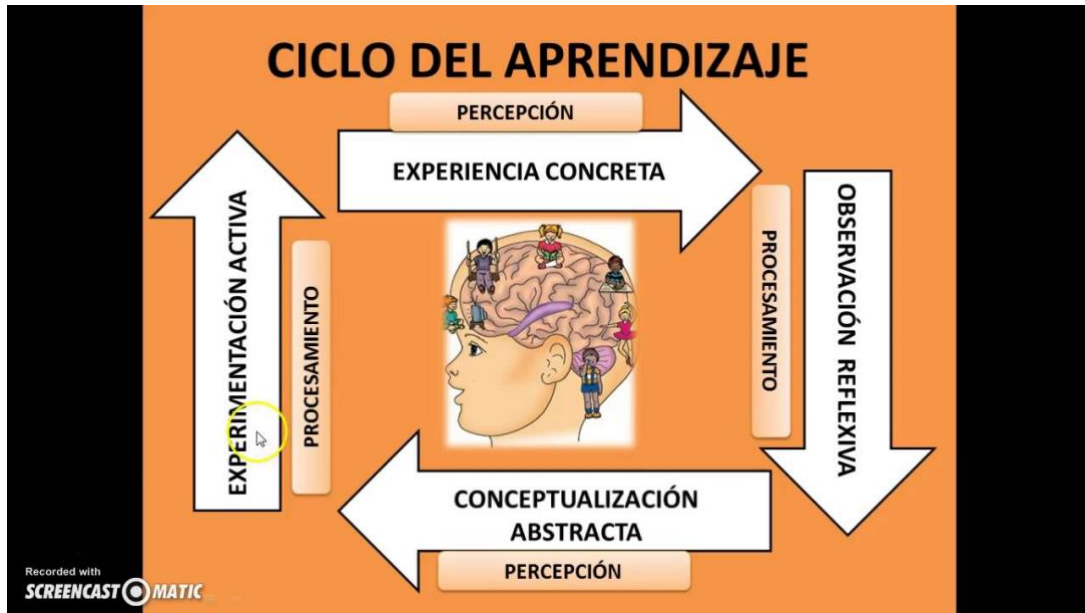 CICLO DEL APRENDIZAJE
PERCEPCIÓN
EXPERIENCIA CONCRETA
OBSERVACIÓN REFLEXIVA
PROCESAMIENTO
CONCEPTUALIZACIÓN
ABSTRACTA
PERCEPCIÓN
EXPERIMENTACIÓN ACTIVA
PROCESAMIENTO
Recorded with
SCREENCAST MATIC